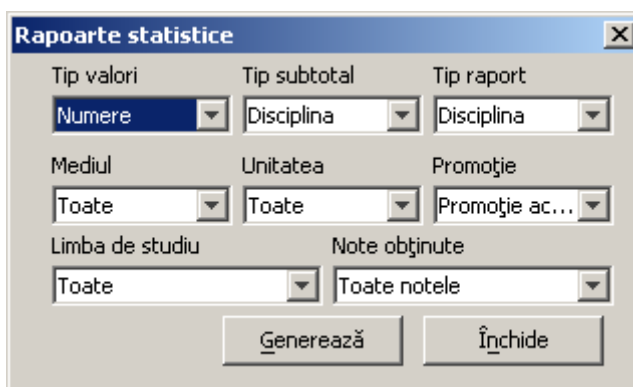 Rapoarte statistice
Tip valori Tip subtotal Tip raport
Numere Disciplina Disciplina
Mediul Unitatea Promoţie
Toate Toate Promoţie ac...
Limba de studiu Note obţinute
Toate Toate notele
Generează Închide